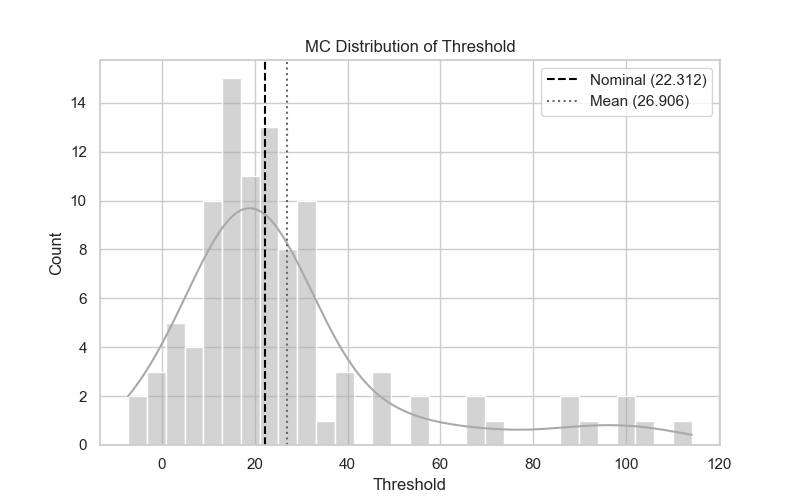 MC Distribution of Threshold
Nominal (22.312)
Mean (26.906)
14
12
10
8
6
4
2
0
Count
0 20 40 60 80 100 120
Threshold